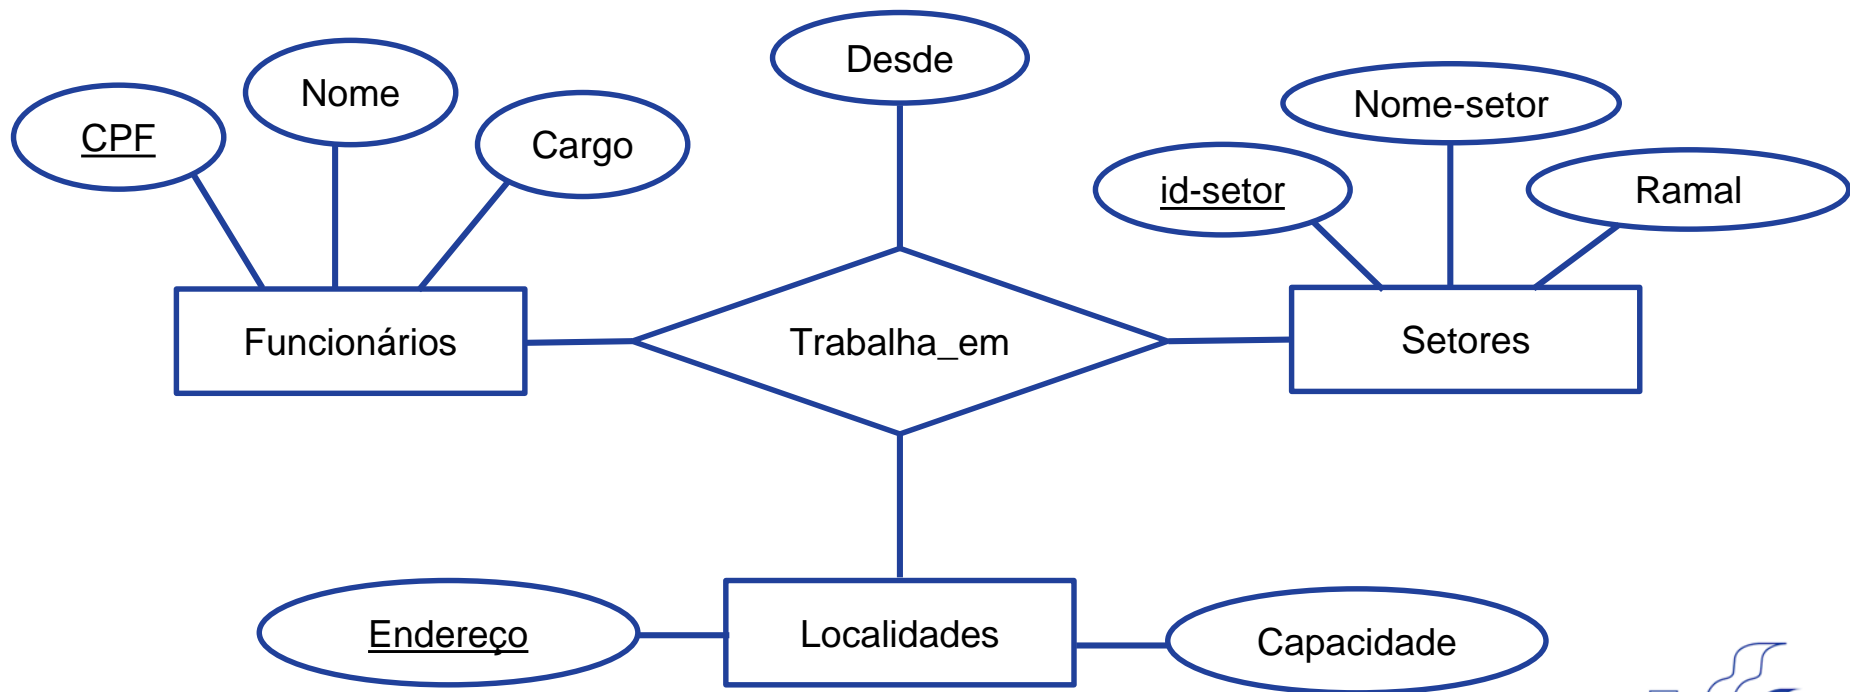 Desde
Nome
Nome-setor
CPF
Cargo
id-setor
Ramal
Funcionários
Trabalha_em
Setores
Endereço
Localidades
Capacidade